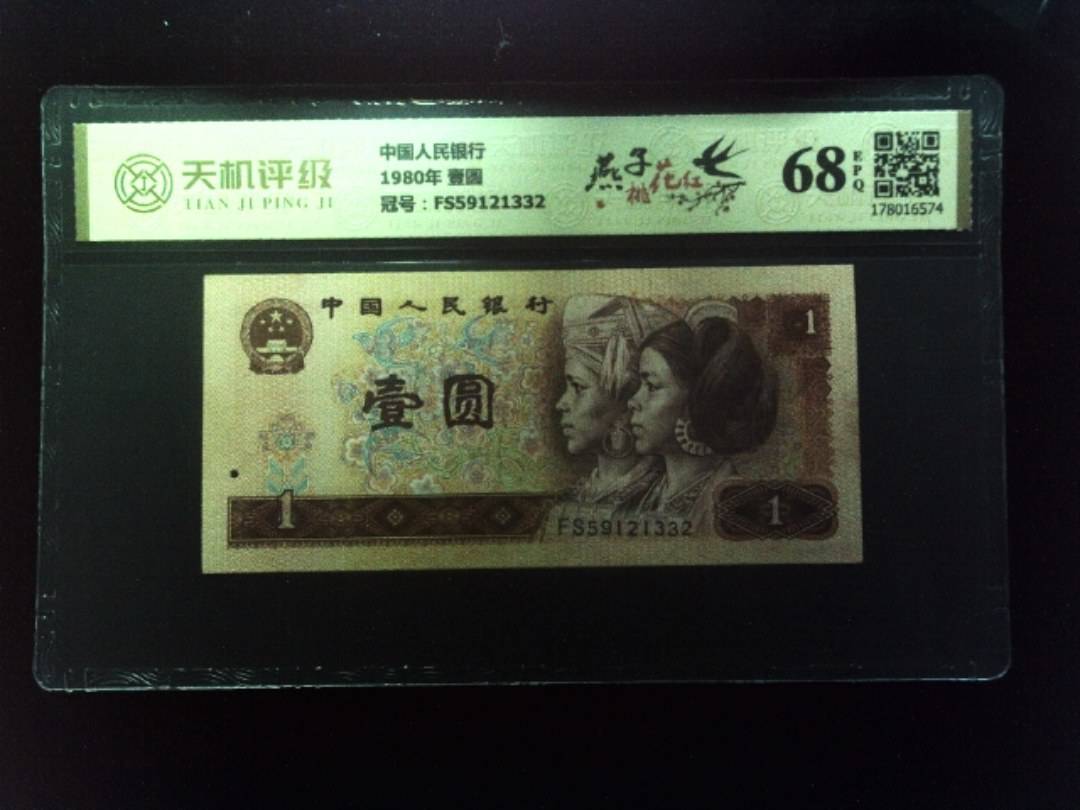 天机评级
TIAN JI PING JI
中国人民银行
1980年 壹圆
冠号：FS59121332
燕子
桃花红
68
EPQ
178016574
中国人民银行
壹圆
1
1
FS59121332
1